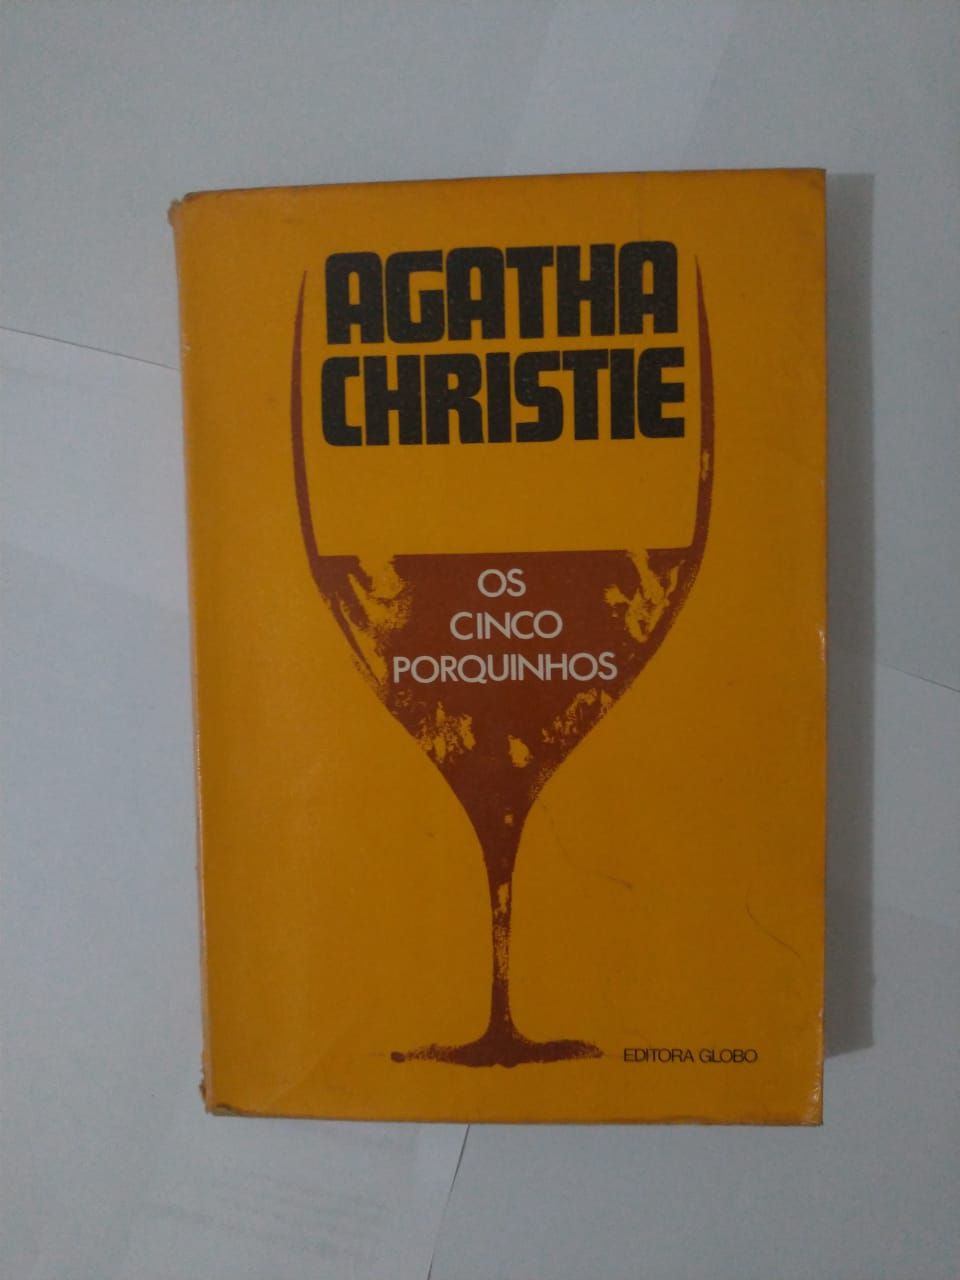 AGATHA
CHRISTIE
OS
CINCO
PORQUINHOS
EDITORA GLOBO